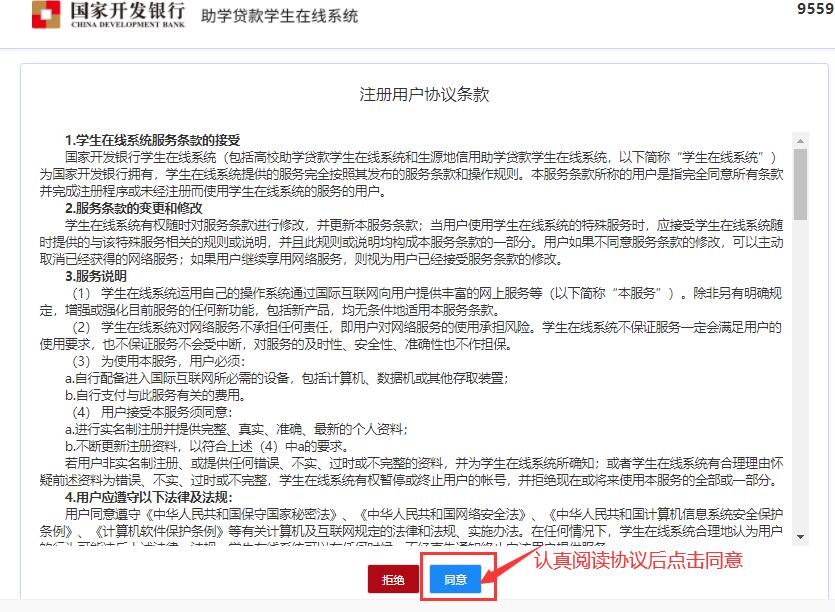 国家开发银行 助学贷款学生在线系统
CHINA DEVELOPMENT BANK
9559
注册用户协议条款
1.学生在线系统服务条款的接受
国家开发银行学生在线系统（包括高校助学贷款学生在线系统和生源地信用助学贷款学生在线系统，以下简称“学生在线系统”）
为国家开发银行拥有，学生在线系统提供的服务完全按照其发布的服务条款和操作规则。本服务条款所称的用户是指完全同意所有条款
并完成注册程序或未经注册而使用学生在线系统的服务的用户。
2.服务条款的变更和修改
学生在线系统有权随时对服务条款进行修改，并更新本服务条款；当用户使用学生在线系统的特殊服务时，应接受学生在线系统随
时提供的与该特殊服务相关的规则或说明，并且此规则或说明均构成本服务条款的一部分。用户如果不同意服务条款的修改，可以主动
取消已经获得的网络服务；如果用户继续享用网络服务，则视为用户已经接受服务条款的修改。
3.服务说明
（1） 学生在线系统运用自己的操作系统通过国际互联网向用户提供丰富的网上服务等（以下简称“本服务”）。除非另有明确规
定，增强或强化目前服务的任何新功能，包括新产品，均无条件地适用本服务条款。
（2） 学生在线系统对网络服务不承担任何责任，即用户对网络服务的使用承担风险。学生在线系统不保证服务一定会满足用户的
使用要求，也不保证服务不会受中断，对服务的及时性、安全性、准确性也不作担保。
（3） 为使用本服务，用户必须：
a.自行配备进入国际互联网所必需的设备，包括计算机、数据机或其他存取装置；
b.自行支付与此服务有关的费用。
（4） 用户接受本服务须同意：
a.进行实名制注册并提供完整、真实、准确、最新的个人资料；
b.不断更新注册资料，以符合上述（4）中a的要求。
若用户非实名制注册、或提供任何错误、不实、过时或不完整的资料，并为学生在线系统所确知；或者学生在线系统有合理理由怀
疑前述资料为错误、不实、过时或不完整，学生在线系统有权暂停或终止用户的帐号，并拒绝现在或将来使用本服务的全部或一部分。
4.用户应遵守以下法律及法规：
用户同意遵守《中华人民共和国保守国家秘密法》、《中华人民共和国网络安全法》、《中华人民共和国计算机信息系统安全保护
条例》、《计算机软件保护条例》等有关计算机及互联网规定的法律和法规、实施办法。在任何情况下，学生在线系统合理地认为用户
认真阅读协议后点击同意
拒绝 同意